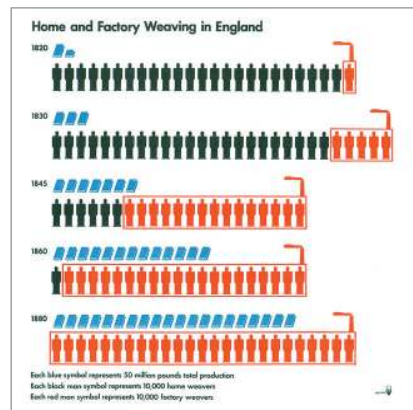 Home and Factory Weaving in England
1820
1830
1845
1860
1880
Each blue symbol represents 50 million pounds total production
Each black man symbol represents 10,000 home weavers
Each red man symbol represents 10,000 factory weavers